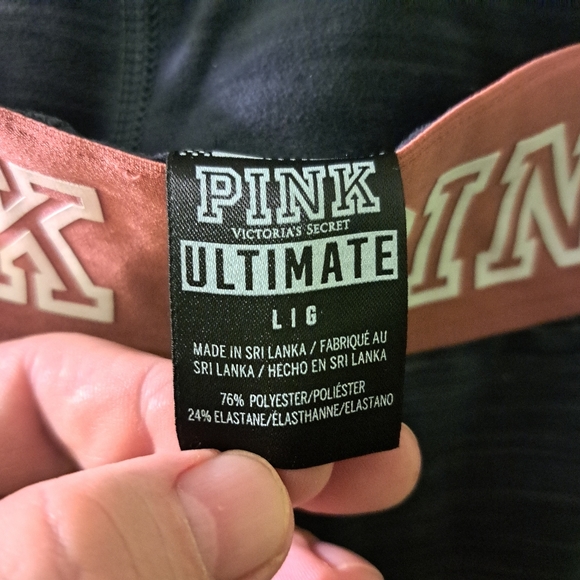 PINK
VICTORIA'S SECRET
ULTIMATE
L | G
MADE IN SRI LANKA / FABRIQUÉ AU
SRI LANKA / HECHO EN SRI LANKA
76% POLYESTER/POLIÉSTER
24% ELASTANE/ÉLASTHANNE/ELASTANO
K
PIN